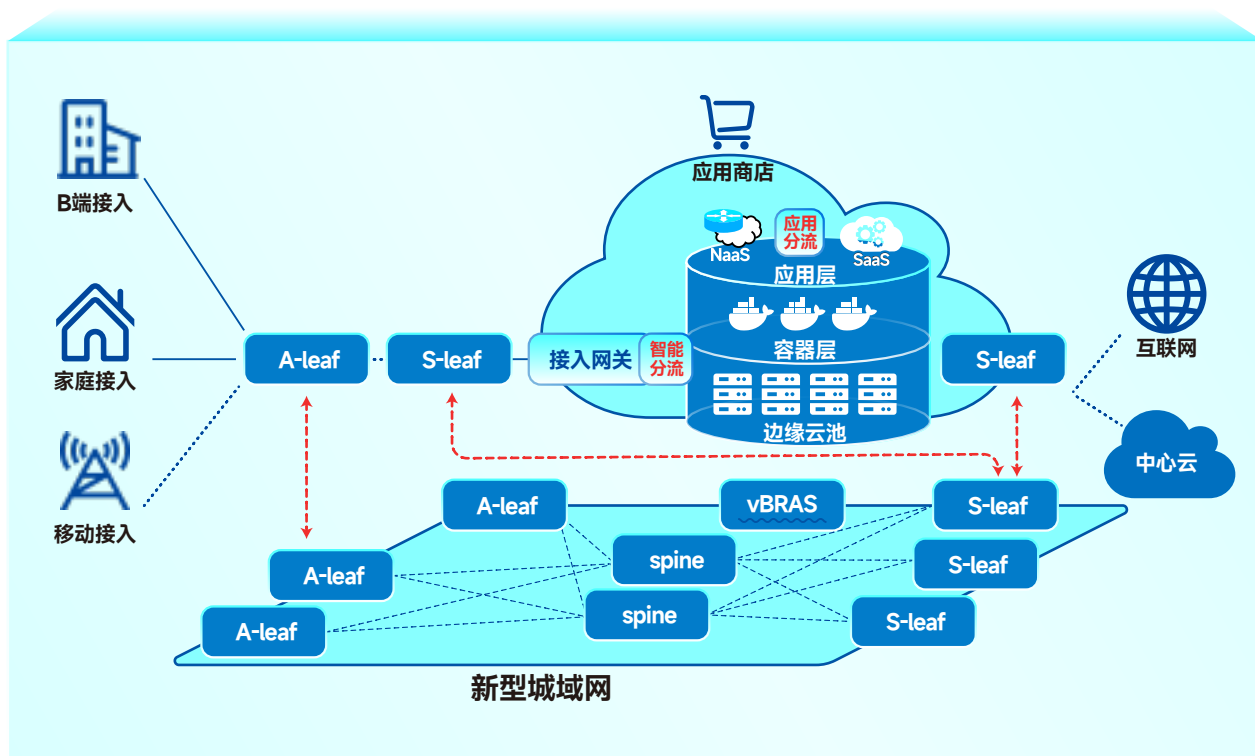 应用商店
B端接入
NaaS
应用
分流
SaaS
应用层
家庭接入
A-leaf
S-leaf
接入网关
智能
分流
容器层
S-leaf
互联网
边缘云池
中心云
移动接入
A-leaf
vBRAS
S-leaf
A-leaf
spine
S-leaf
A-leaf
spine
S-leaf
新型城域网